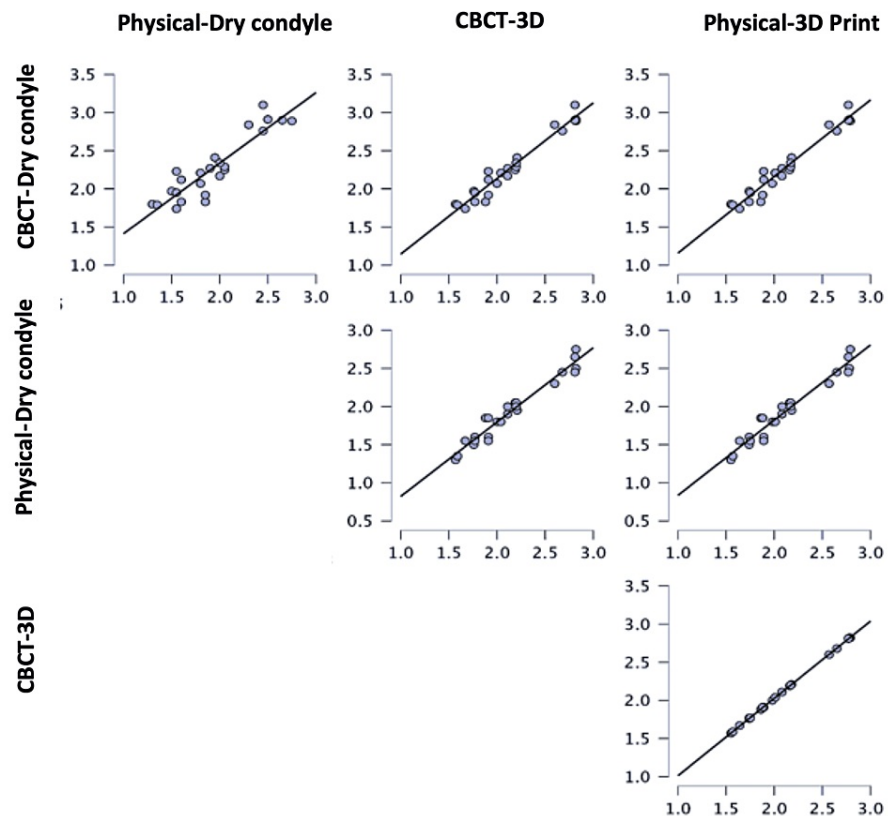 Physical-Dry condyle CBCT-3D Physical-3D Print
CBCT-Dry condyle
3.5 3.5 3.5
3.0 3.0 3.0
2.5 2.5 2.5
2.0 2.0 2.0
1.5 1.5 1.5
1.0 1.0 1.0
1.0 1.5 2.0 2.5 3.0 1.0 1.5 2.0 2.5 3.0 1.0 1.5 2.0 2.5 3.0
Physical-Dry condyle
3.0 3.0
2.5 2.5
2.0 2.0
1.5 1.5
1.0 1.0
0.5 0.5
1.0 1.5 2.0 2.5 3.0 1.0 1.5 2.0 2.5 3.0
CBCT-3D
3.5
3.0
2.5
2.0
1.5
1.0
1.0 1.5 2.0 2.5 3.0